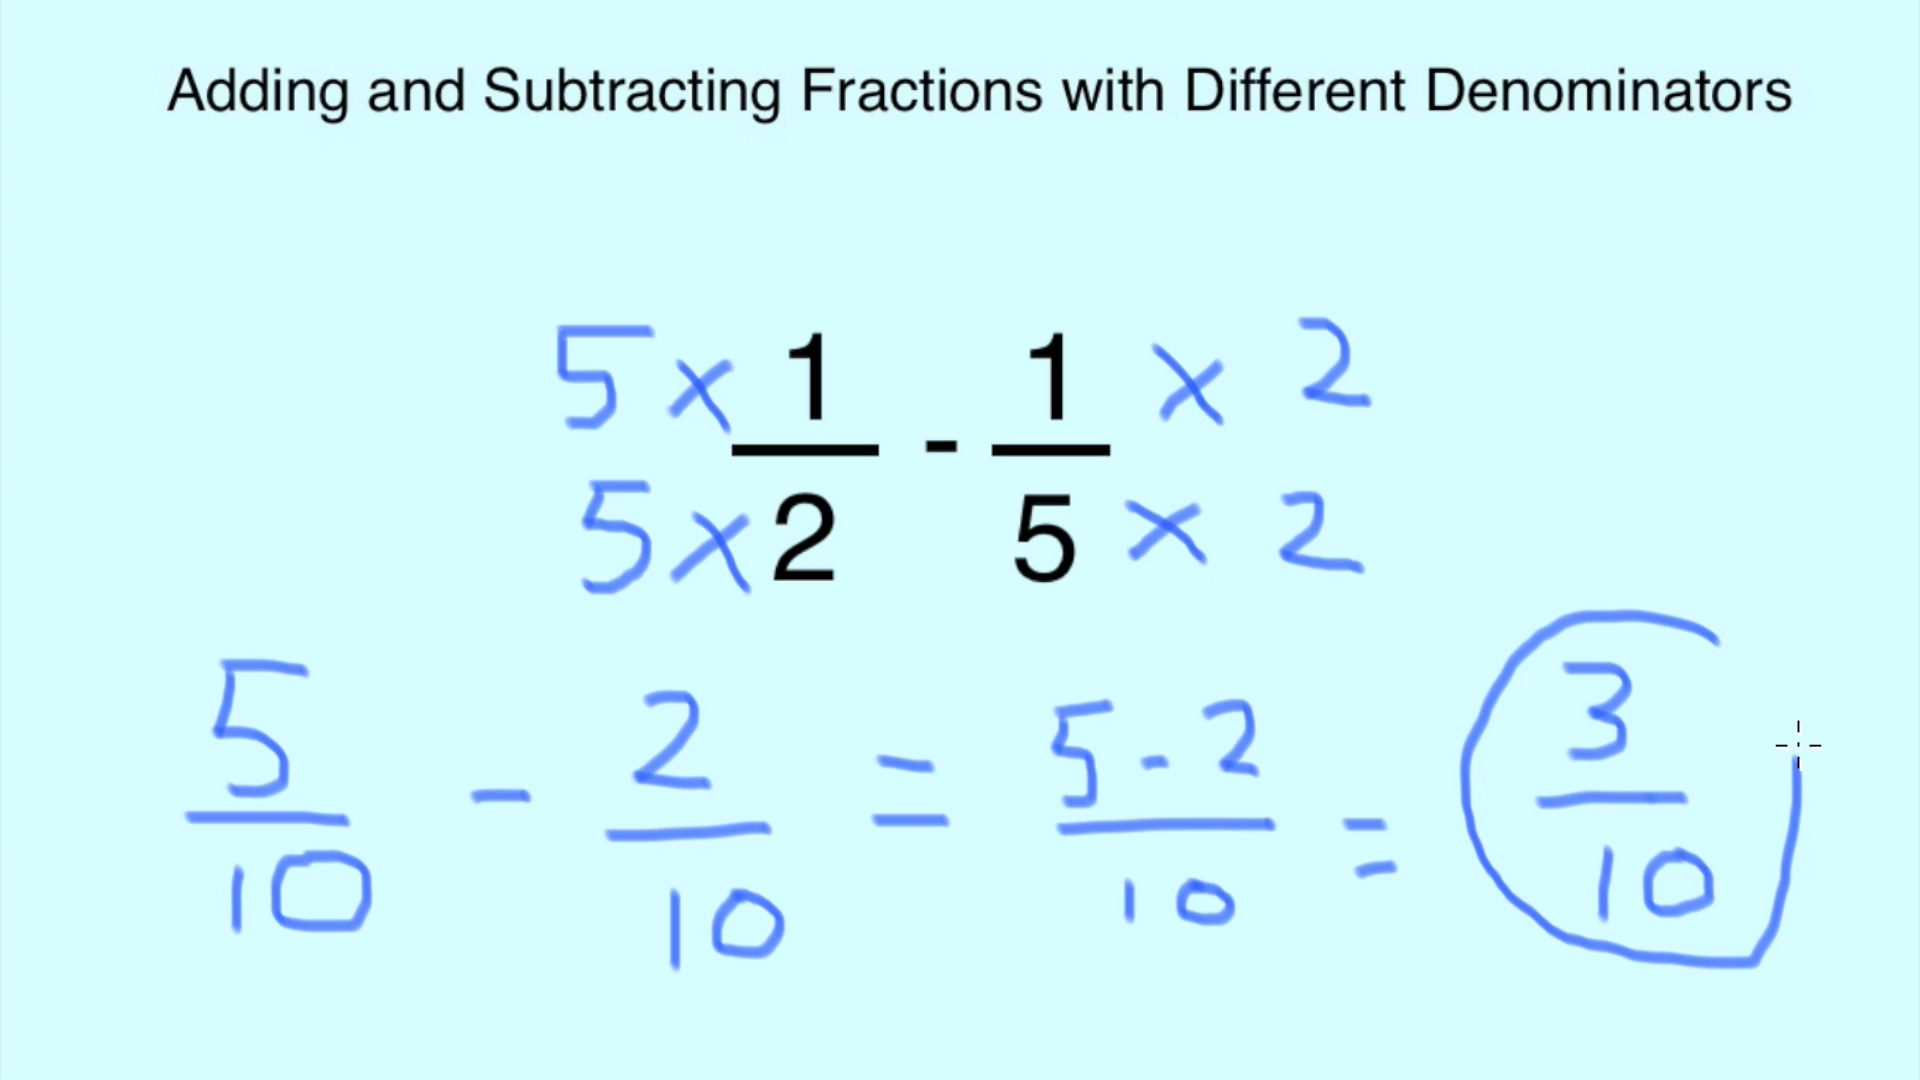 Adding and Subtracting Fractions with Different Denominators
5 x 1 - 1 x 2
5 x 2 5 x 2
5 - 2 = 5 - 2 = 3
10 10 10 10